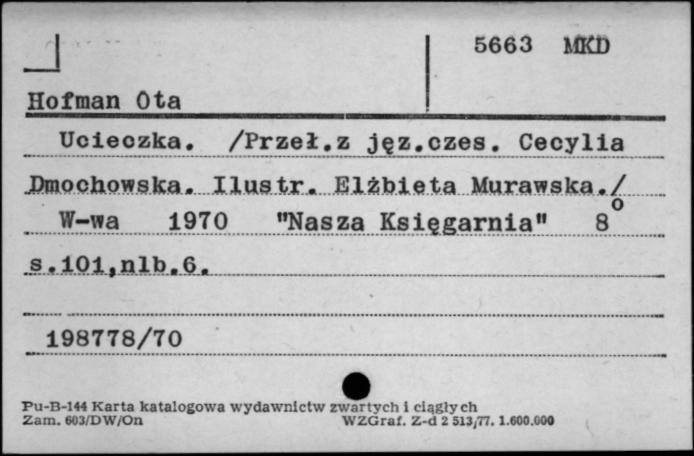 5663 MKD
Hofman Ota
Ucieczka. /Przeł.z jęz.czes. Cecylia
Dmochowska. Ilustr. Elżbieta Murawska./
W-wa 1970 "Nasza Księgarnia" 8⁰
s.101,nlb.6.
198778/70
Pu-B-144 Karta katalogowa wydawnictw zwartych i ciągłych
Zam. 603/DW/On WZGraf. Z-d 2 513/77. 1.600.000